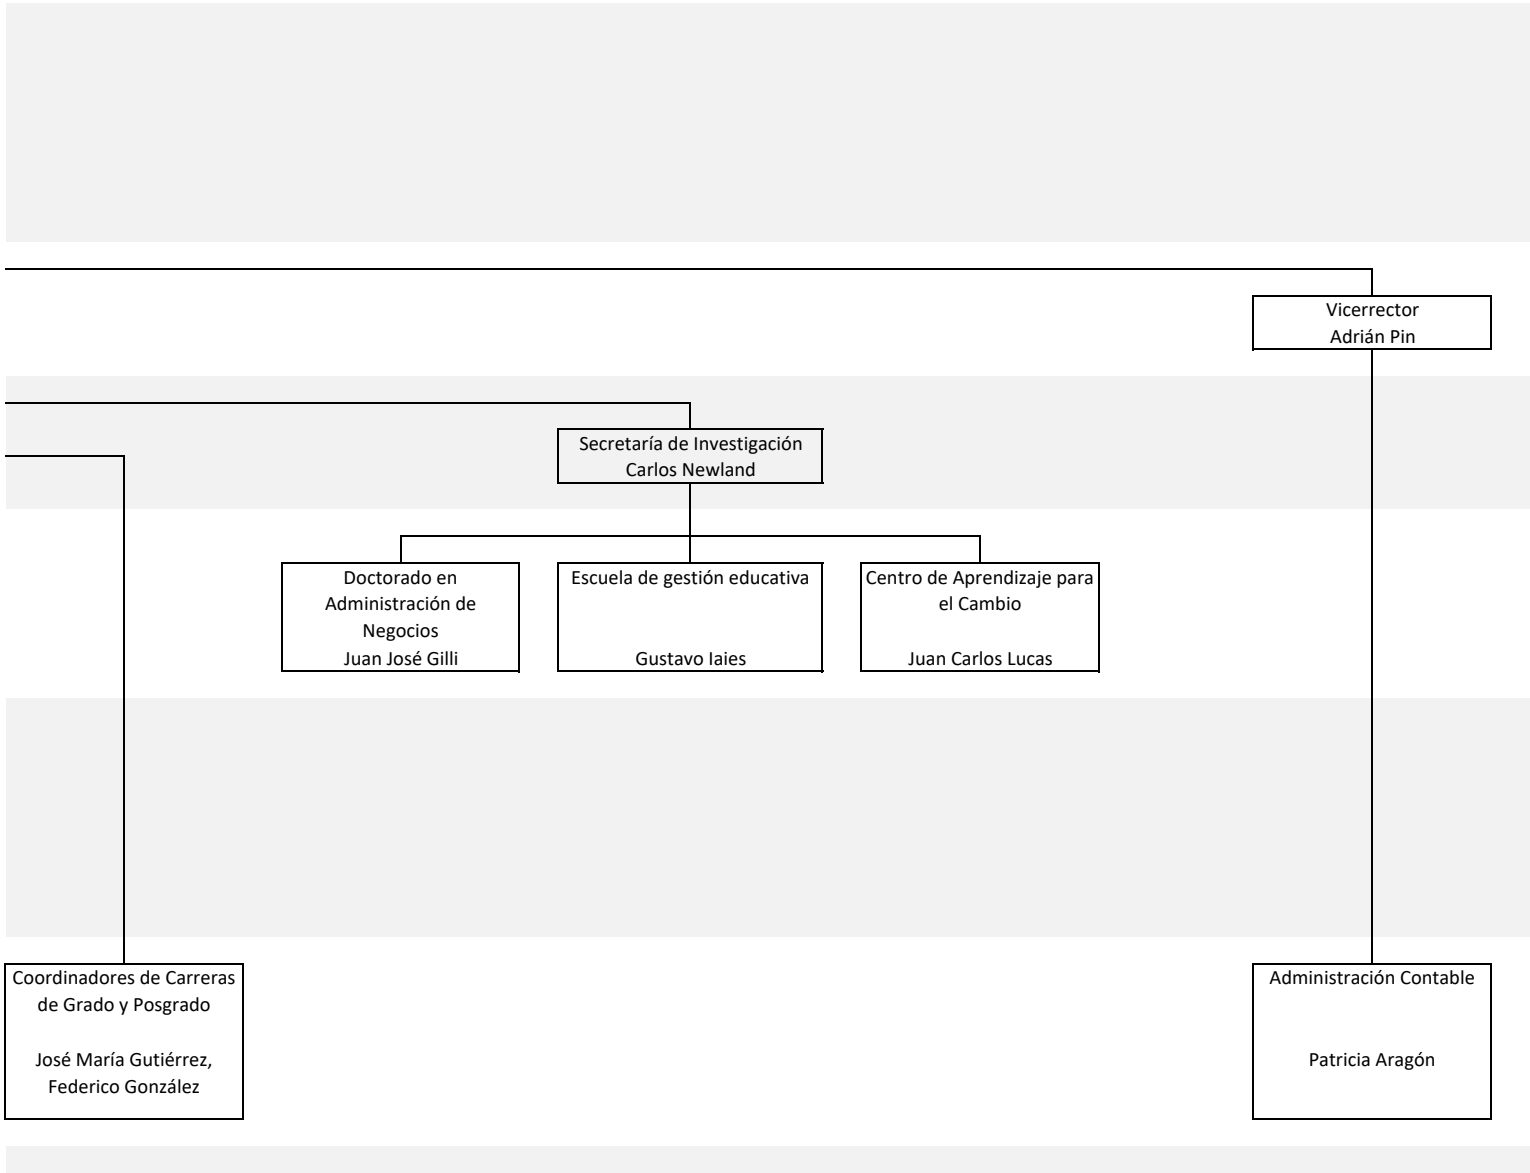 Vicerrector
Adrián Pin
Secretaría de Investigación
Carlos Newland
Doctorado en
Administración de
Negocios
Juan José Gilli
Escuela de gestión educativa
Gustavo Iaies
Centro de Aprendizaje para
el Cambio
Juan Carlos Lucas
Coordinadores de Carreras
de Grado y Posgrado
José María Gutiérrez,
Federico González
Administración Contable
Patricia Aragón